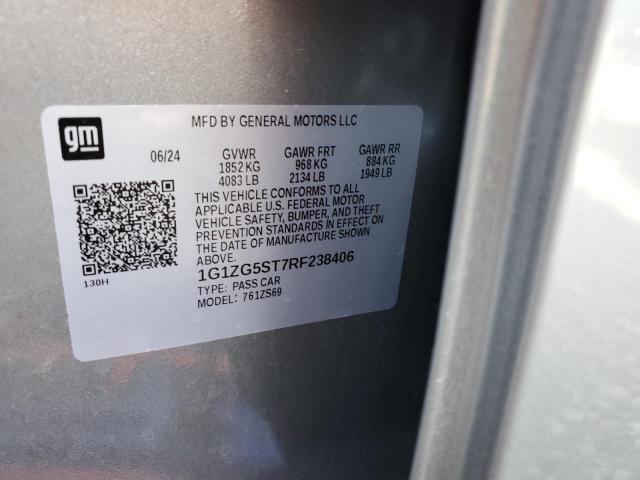 gm
MFD BY GENERAL MOTORS LLC
06/24 GVWR GAWR FRT GAWR RR
1852 KG 968 KG 884 KG
4083 LB 2134 LB 1949 LB
THIS VEHICLE CONFORMS TO ALL
APPLICABLE U.S. FEDERAL MOTOR
VEHICLE SAFETY, BUMPER, AND THEFT
PREVENTION STANDARDS IN EFFECT ON
THE DATE OF MANUFACTURE SHOWN
ABOVE.
1G1ZG5ST7RF238406
TYPE: PASS CAR
MODEL: 761ZS69
130H